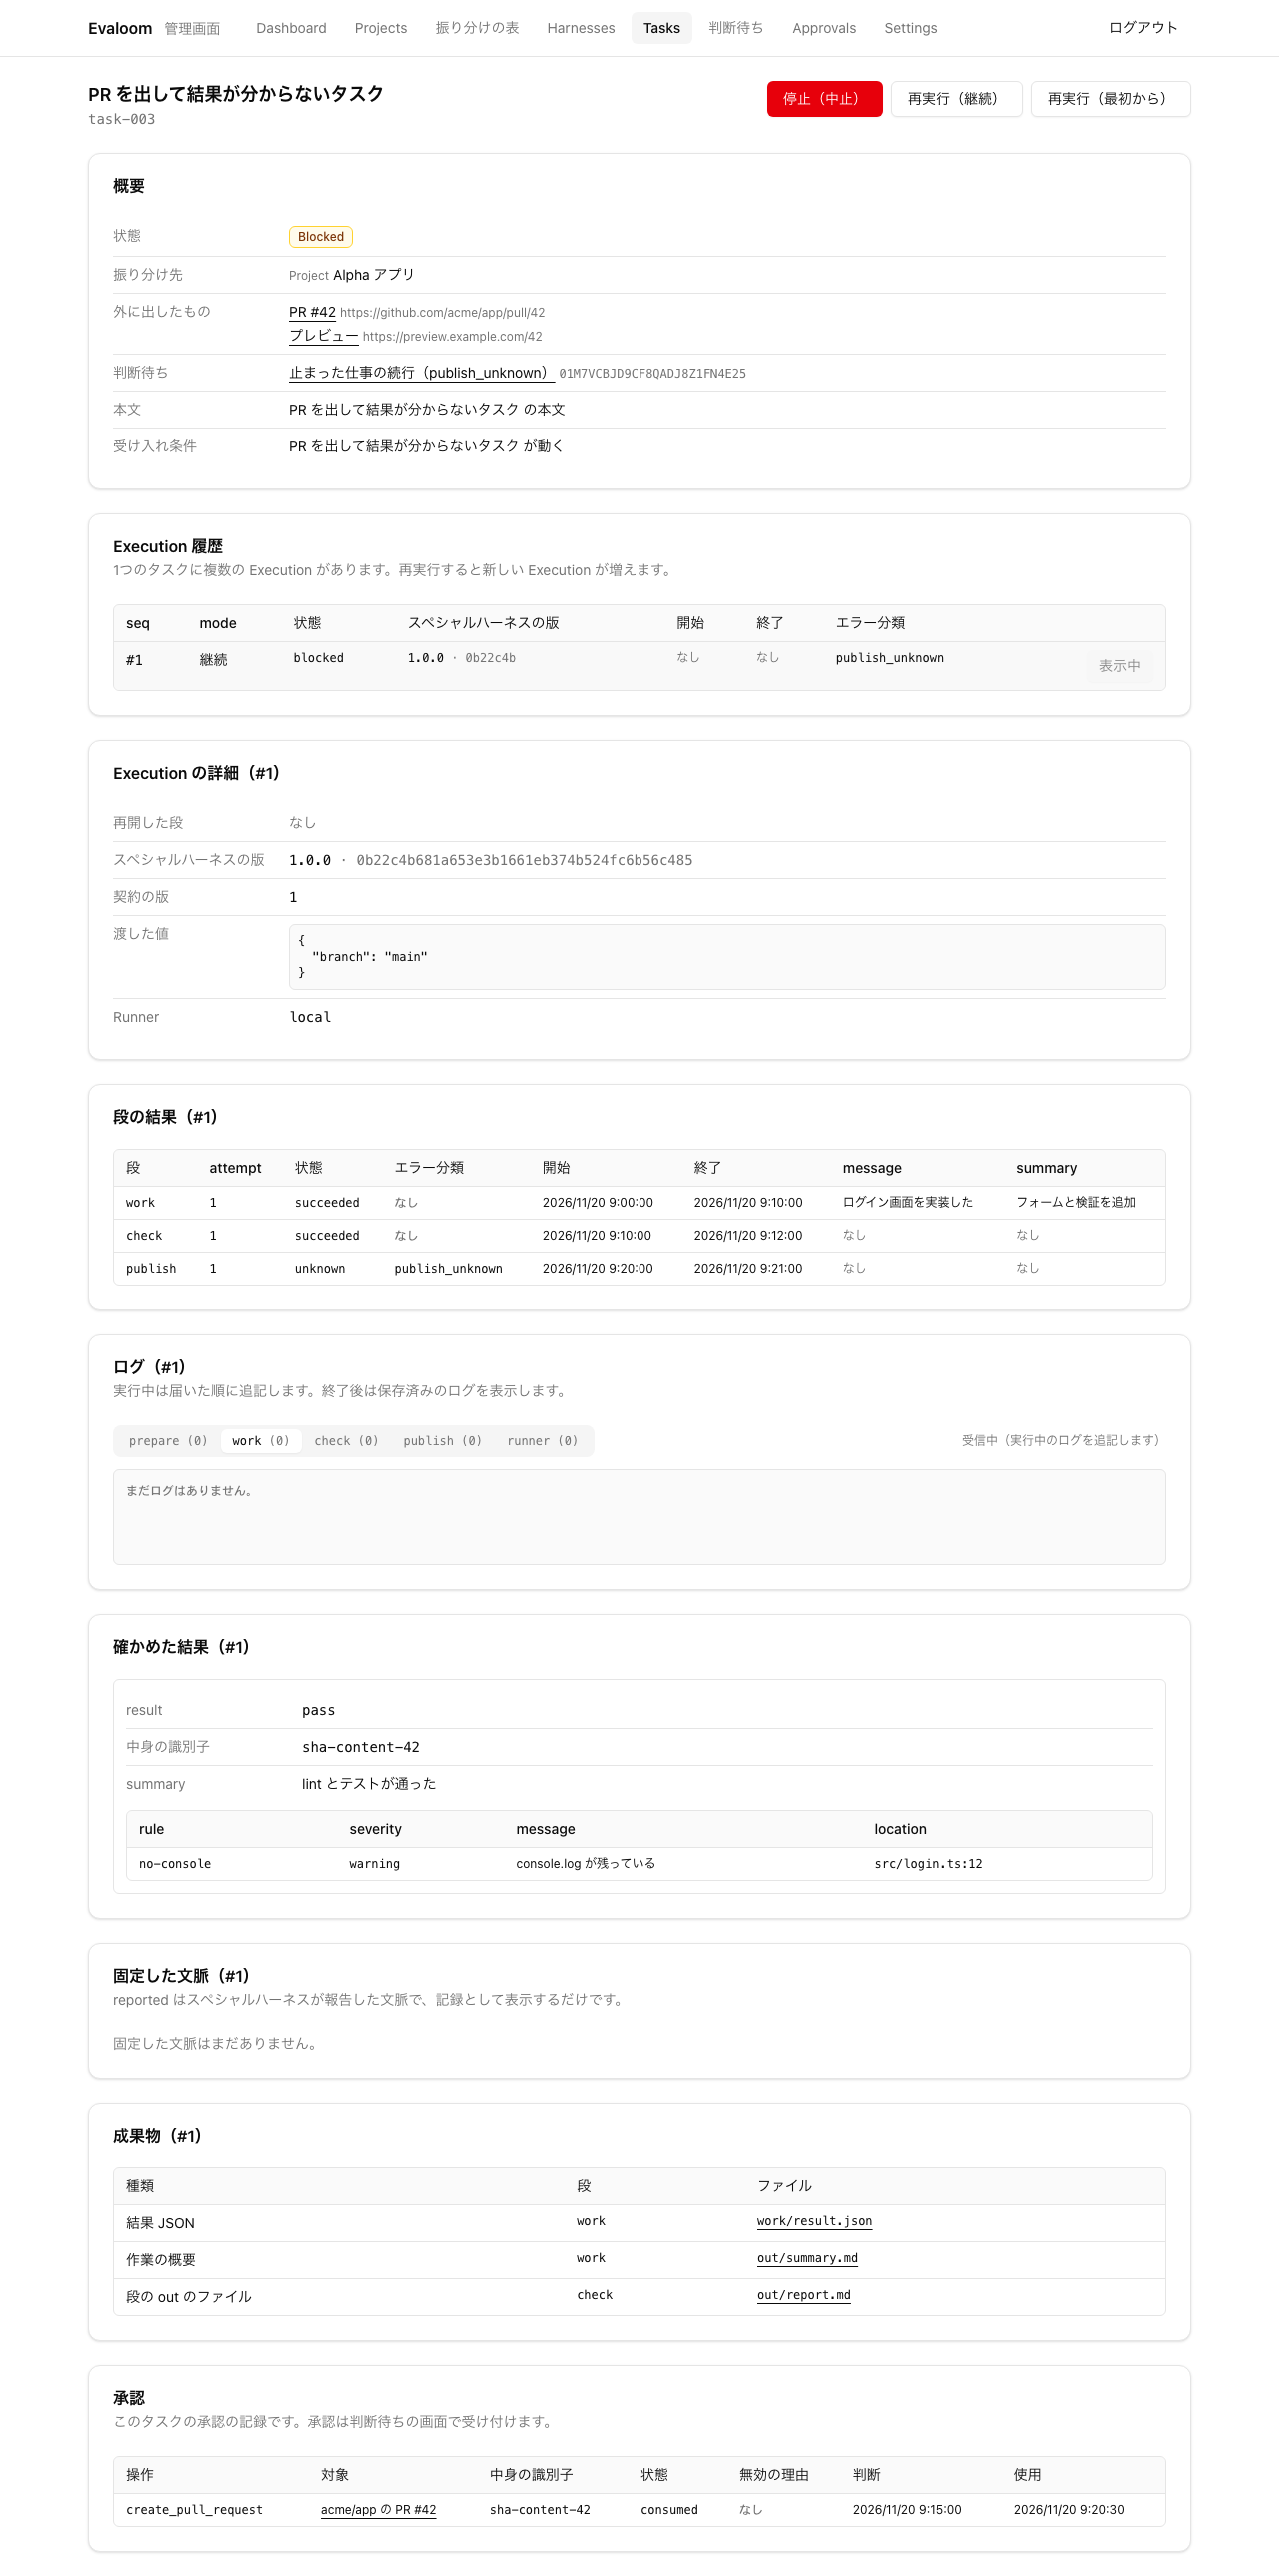 Evaloom 管理画面 Dashboard Projects 振り分けの表 Harnesses Tasks 判断待ち Approvals Settings ログアウト
PR を出して結果が分からないタスク 停止（中止） 再実行（継続） 再実行（最初から）
task-003
概要
状態 Blocked
振り分け先 Project Alpha アプリ
外に出したもの PR #42 https://github.com/acme/app/pull/42
プレビュー https://preview.example.com/42
判断待ち 止まった仕事の続行（publish_unknown） 01M7VCBJD9CF8QADJ8Z1FN4E25
本文 PR を出して結果が分からないタスク の本文
受け入れ条件 PR を出して結果が分からないタスク が動く
Execution 履歴
1つのタスクに複数の Execution があります。再実行すると新しい Execution が増えます。
seq mode 状態 スペシャルハーネスの版 開始 終了 エラー分類
#1 継続 blocked 1.0.0 · 0b22c4b なし なし publish_unknown 表示中
Execution の詳細（#1）
再開した段 なし
スペシャルハーネスの版 1.0.0 · 0b22c4b681a653e3b1661eb374b524fc6b56c485
契約の版 1
渡した値 {
"branch": "main"
}
Runner local
段の結果（#1）
段 attempt 状態 エラー分類 開始 終了 message summary
work 1 succeeded なし 2026/11/20 9:00:00 2026/11/20 9:10:00 ログイン画面を実装した フォームと検証を追加
check 1 succeeded なし 2026/11/20 9:10:00 2026/11/20 9:12:00 なし なし
publish 1 unknown publish_unknown 2026/11/20 9:20:00 2026/11/20 9:21:00 なし なし
ログ（#1）
実行中は届いた順に追記します。終了後は保存済みのログを表示します。
prepare (0) work (0) check (0) publish (0) runner (0) 受信中（実行中のログを追記します）
まだログはありません。
確かめた結果（#1）
result pass
中身の識別子 sha-content-42
summary lint とテストが通った
rule severity message location
no-console warning console.log が残っている src/login.ts:12
固定した文脈（#1）
reported はスペシャルハーネスが報告した文脈で、記録として表示するだけです。
固定した文脈はまだありません。
成果物（#1）
種類 段 ファイル
結果 JSON work work/result.json
作業の概要 work out/summary.md
段の out のファイル check out/report.md
承認
このタスクの承認の記録です。承認は判断待ちの画面で受け付けます。
操作 対象 中身の識別子 状態 無効の理由 判断 使用
create_pull_request acme/app の PR #42 sha-content-42 consumed なし 2026/11/20 9:15:00 2026/11/20 9:20:30